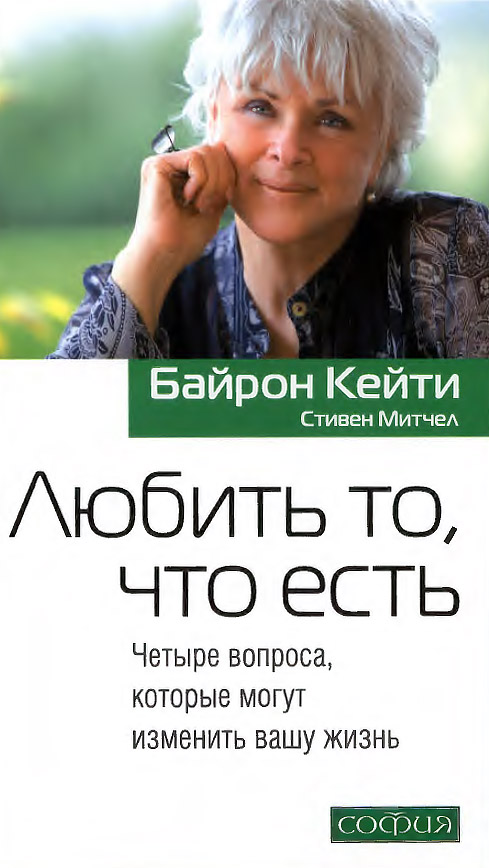 Байрон Кейти
Стивен Митчел
Любить то,
что есть
Четыре вопроса,
которые могут
изменить вашу жизнь
СОФИЯ